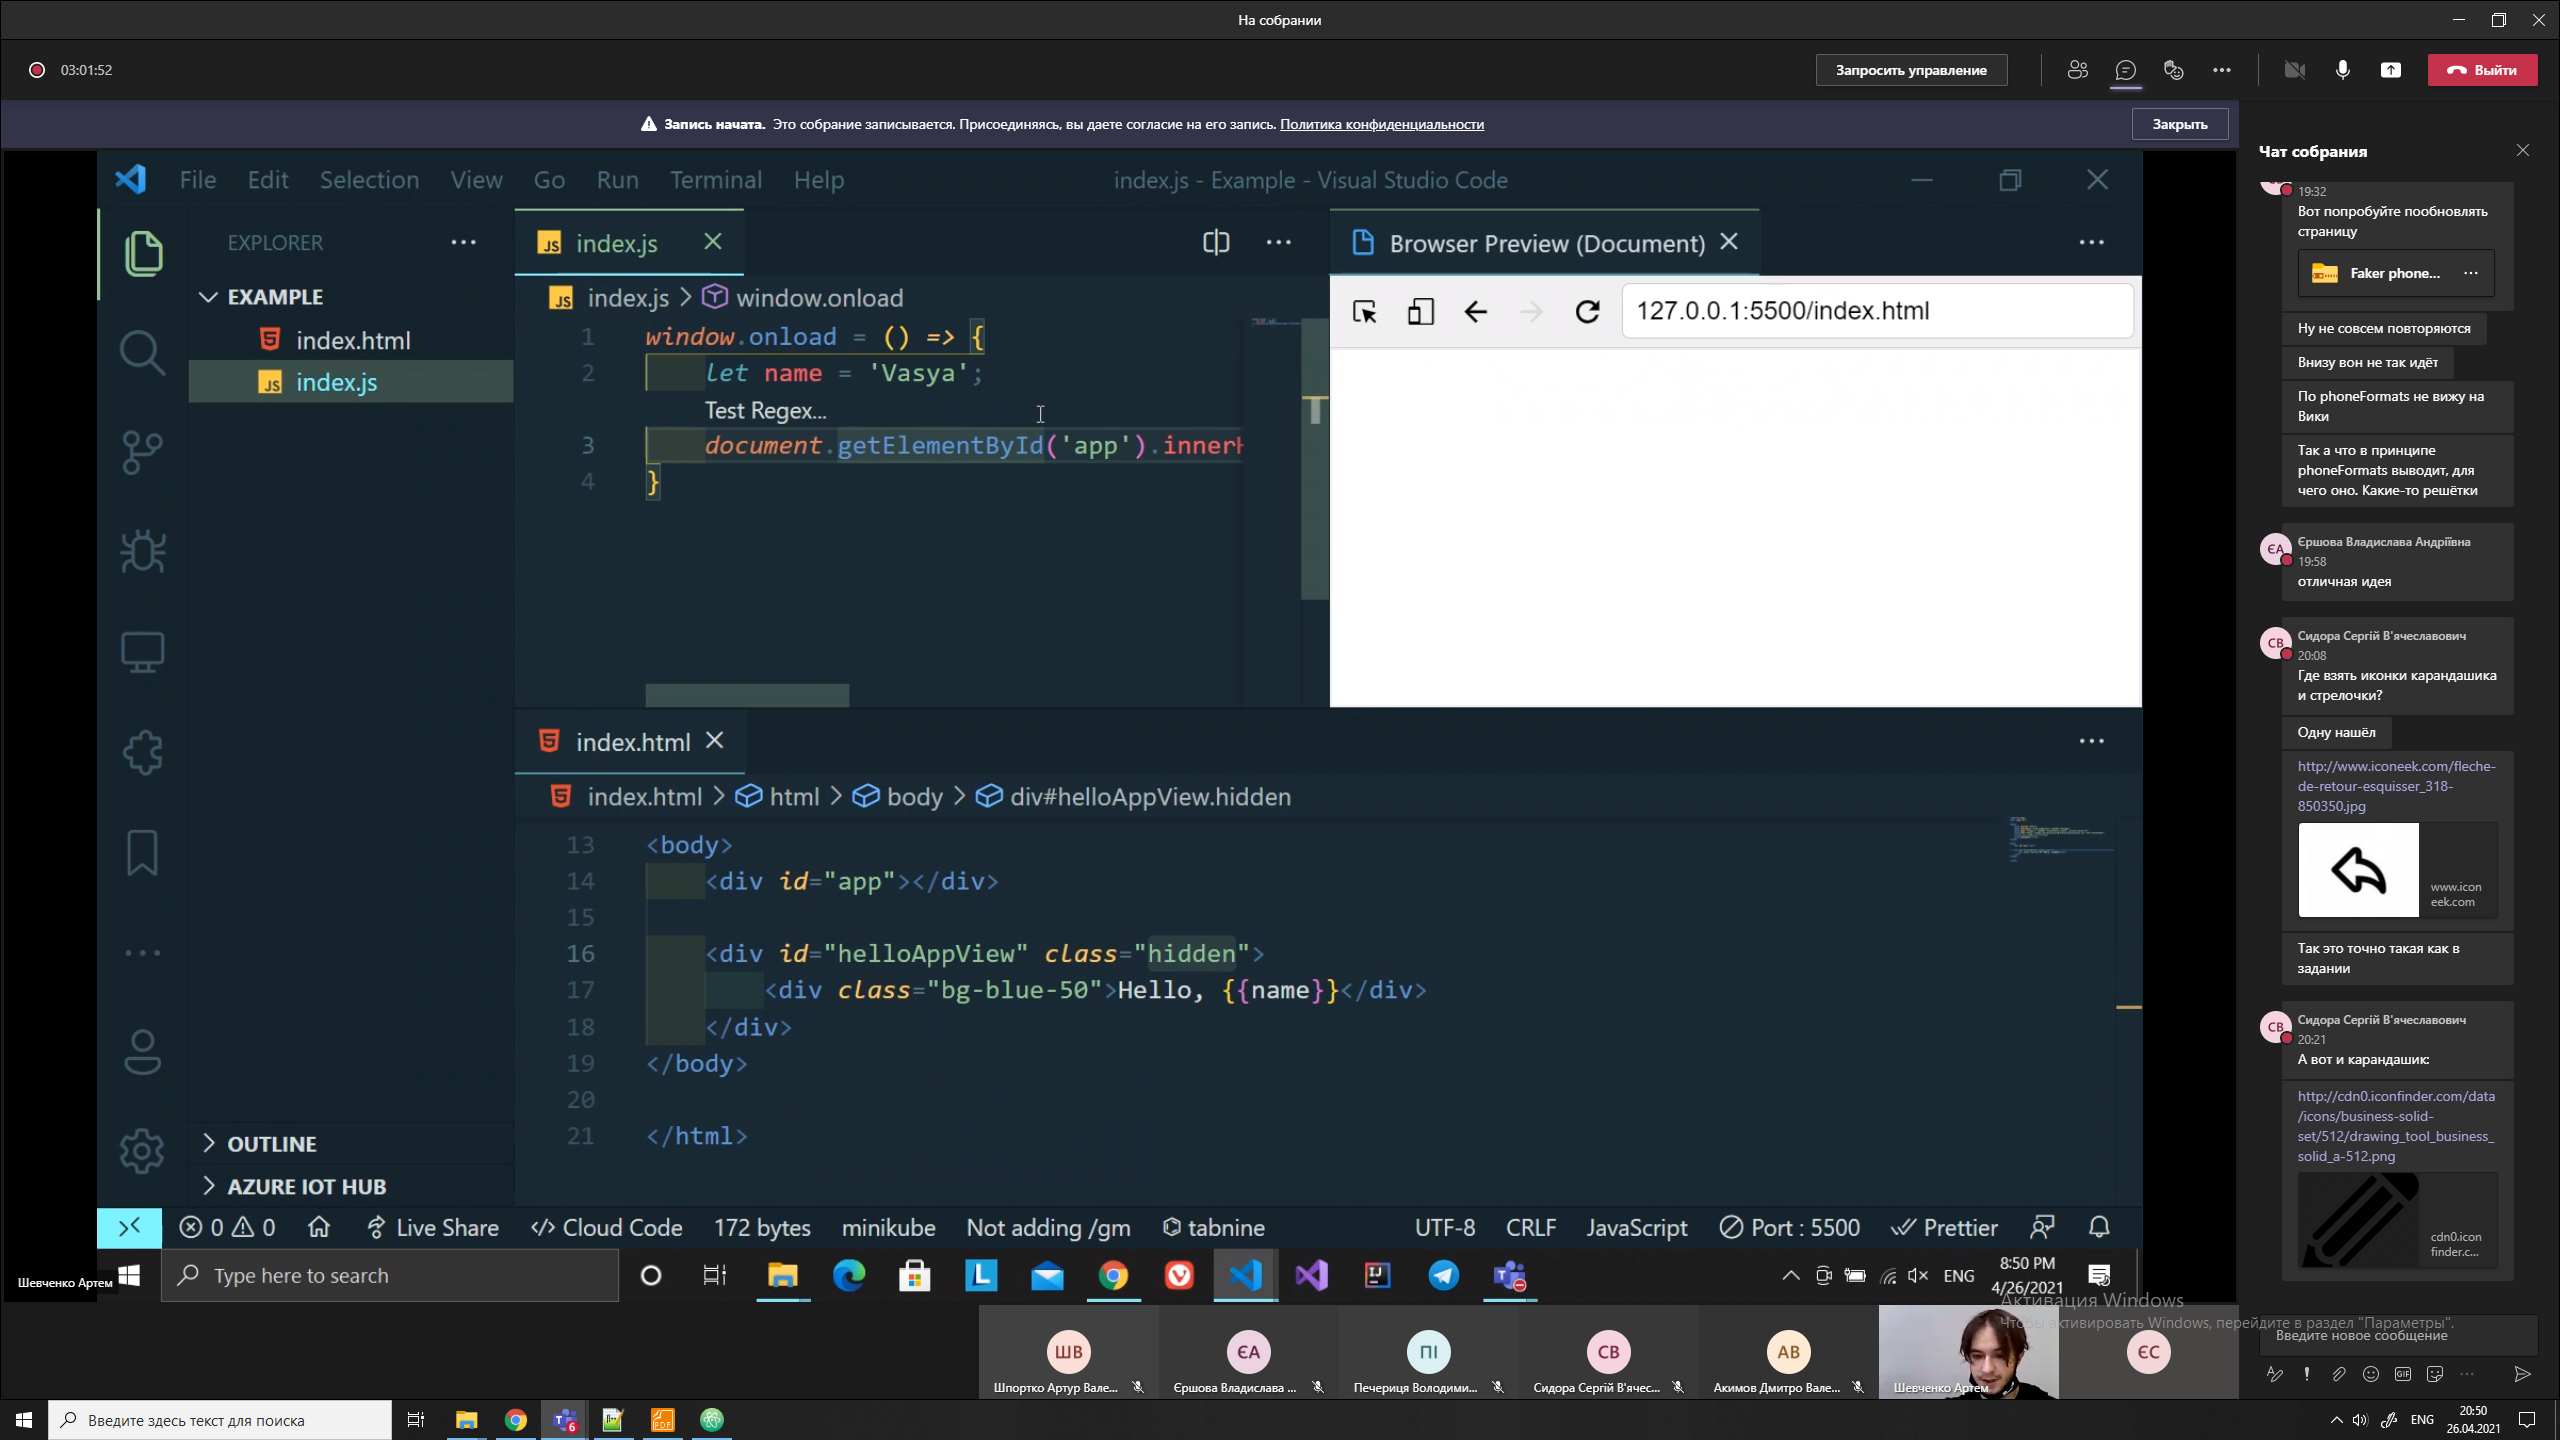 На собрании
03:01:52
Запросить управление
Выйти
Запись начата. Это собрание записывается. Присоединяясь, вы даете согласие на его запись. Политика конфиденциальности
Закрыть
File Edit Selection View Go Run Terminal Help
index.js - Example - Visual Studio Code
EXPLORER
EXAMPLE
index.html
index.js
OUTLINE
AZURE IOT HUB
index.js
index.js > window.onload
1 window.onload = () => {
2 let name = 'Vasya';
Test Regex...
3 document.getElementById('app').inner
4 }
Browser Preview (Document)
127.0.0.1:5500/index.html
index.html
index.html > html > body > div#helloAppView.hidden
13 <body>
14 <div id="app"></div>
15
16 <div id="helloAppView" class="hidden">
17 <div class="bg-blue-50">Hello, {{name}}</div>
18 </div>
19 </body>
20
21 </html>
0 0 Live Share Cloud Code 172 bytes minikube Not adding /gm tabnine
UTF-8 CRLF JavaScript Port : 5500 Prettier
Шевченко Артем
Type here to search
ENG
8:50 PM
4/26/2021
Чат собрания
19:32
Вот попробуйте пообновлять
страницу
Faker phone...
Ну не совсем повторяются
Внизу вон не так идёт
По phoneFormats не вижу на
Вики
Так а что в принципе
phoneFormats выводит, для
чего оно. Какие-то решётки
ЄА
Єршова Владислава Андріївна
19:58
отличная идея
СВ
Сидора Сергій В'ячеславович
20:08
Где взять иконки карандашика
и стрелочки?
Одну нашёл
http://www.iconeek.com/fleche-
de-retour-esquisser_318-
850350.jpg
www.icon
eek.com
Так это точно такая как в
задании
СВ
Сидора Сергій В'ячеславович
20:21
А вот и карандашик:
http://cdn0.iconfinder.com/data
/icons/business-solid-
set/512/drawing_tool_business_
solid_a-512.png
cdn0.icon
finder.c...
Активация Windows
Чтобы активировать Windows, перейдите в раздел "Параметры".
Введите новое сообщение
ШВ
Шпортко Артур Вале...
ЄА
Єршова Владислава ...
ПІ
Печериця Володими...
СВ
Сидора Сергій В'ячес...
АВ
Акимов Дмитро Вале...
Шевченко Артем
ЄС
Введите здесь текст для поиска
6
ENG
20:50
26.04.2021